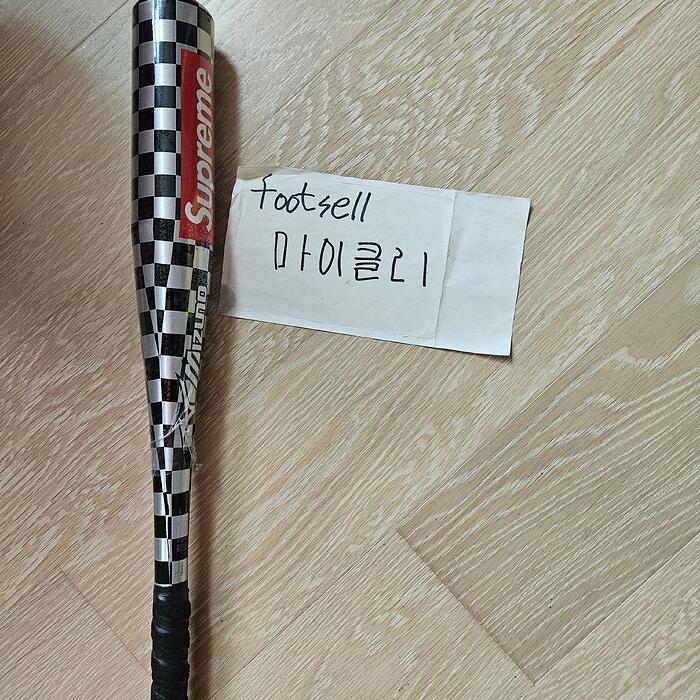 Supreme
Mizuno
footsell
마이클리